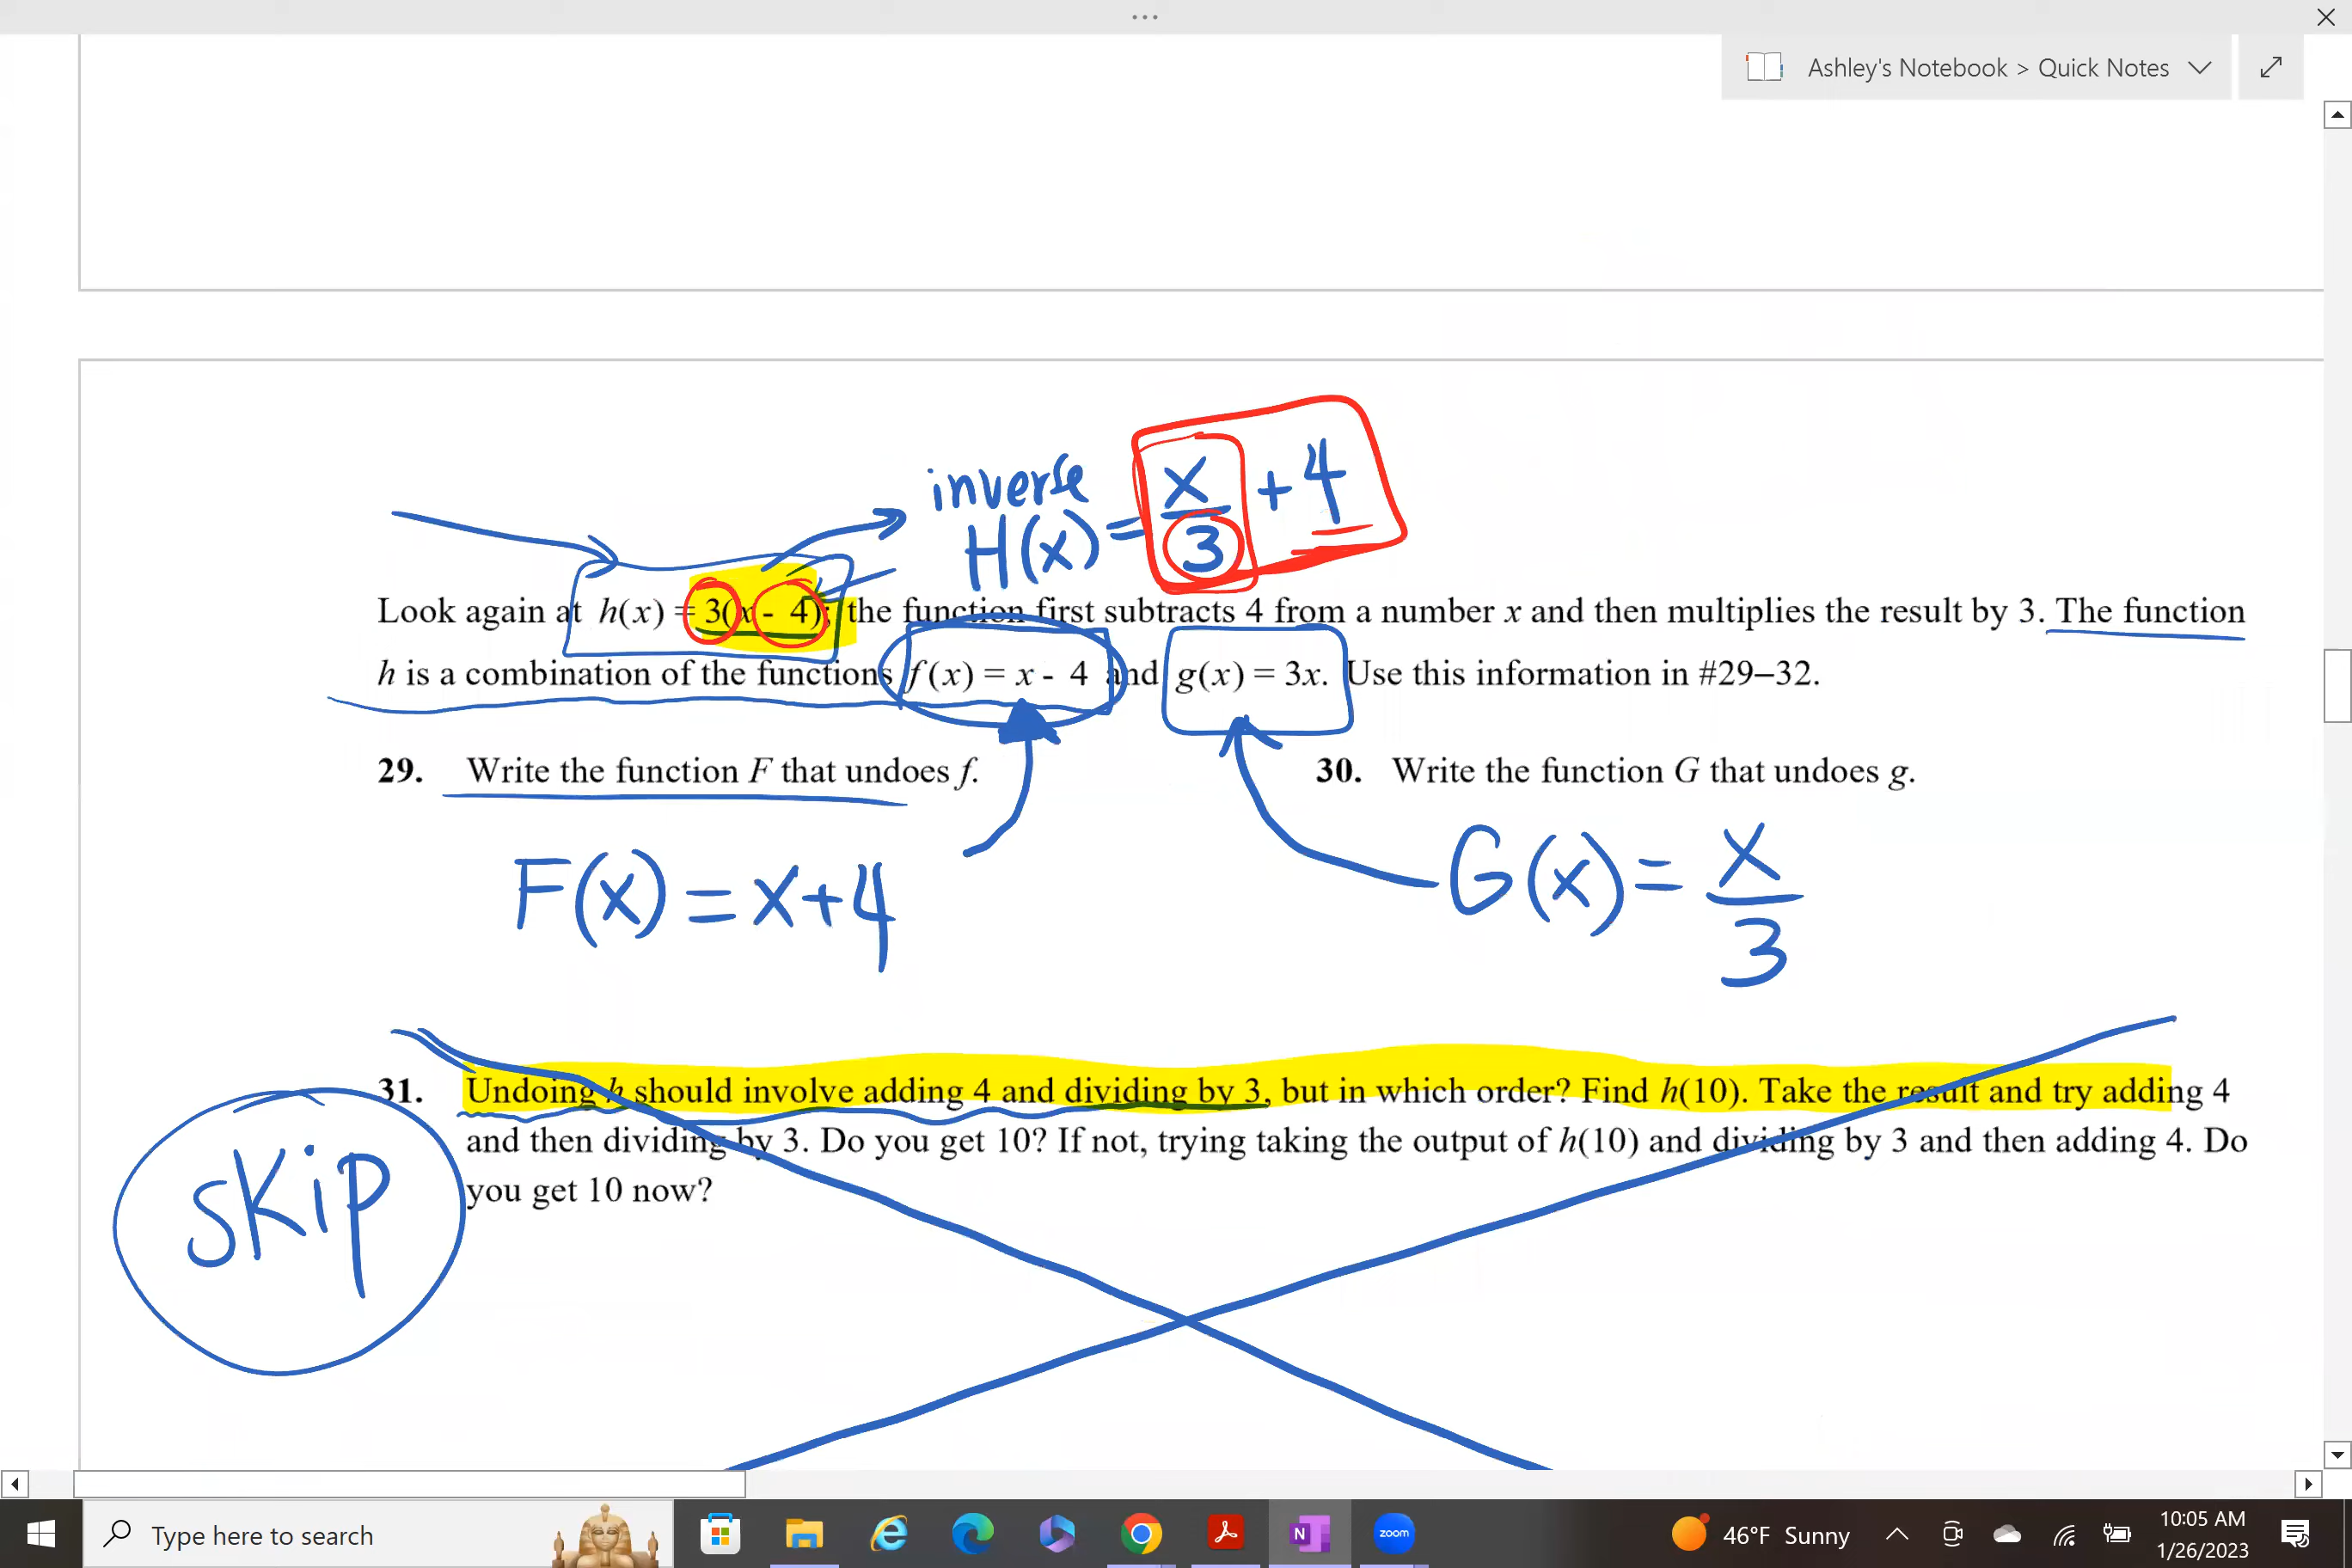 Ashley's Notebook > Quick Notes
inverse
H(x) = x/3 + 4
Look again at h(x) = 3(x - 4); the function first subtracts 4 from a number x and then multiplies the result by 3. The function
h is a combination of the functions f(x) = x - 4 and g(x) = 3x. Use this information in #29–32.
29. Write the function F that undoes f.
30. Write the function G that undoes g.
F(x) = x+4
G(x) = x/3
31. Undoing h should involve adding 4 and dividing by 3, but in which order? Find h(10). Take the result and try adding 4
and then dividing by 3. Do you get 10? If not, trying taking the output of h(10) and dividing by 3 and then adding 4. Do
you get 10 now?
skip
Type here to search
N
zoom
46°F Sunny
10:05 AM
1/26/2023